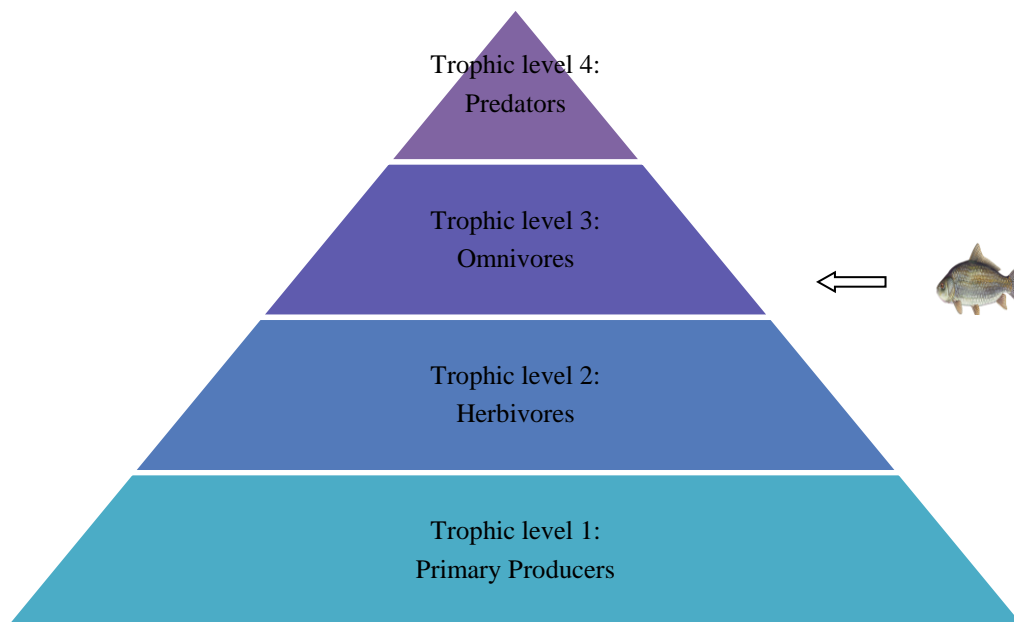 Trophic level 4:
Predators
Trophic level 3:
Omnivores
Trophic level 2:
Herbivores
Trophic level 1:
Primary Producers